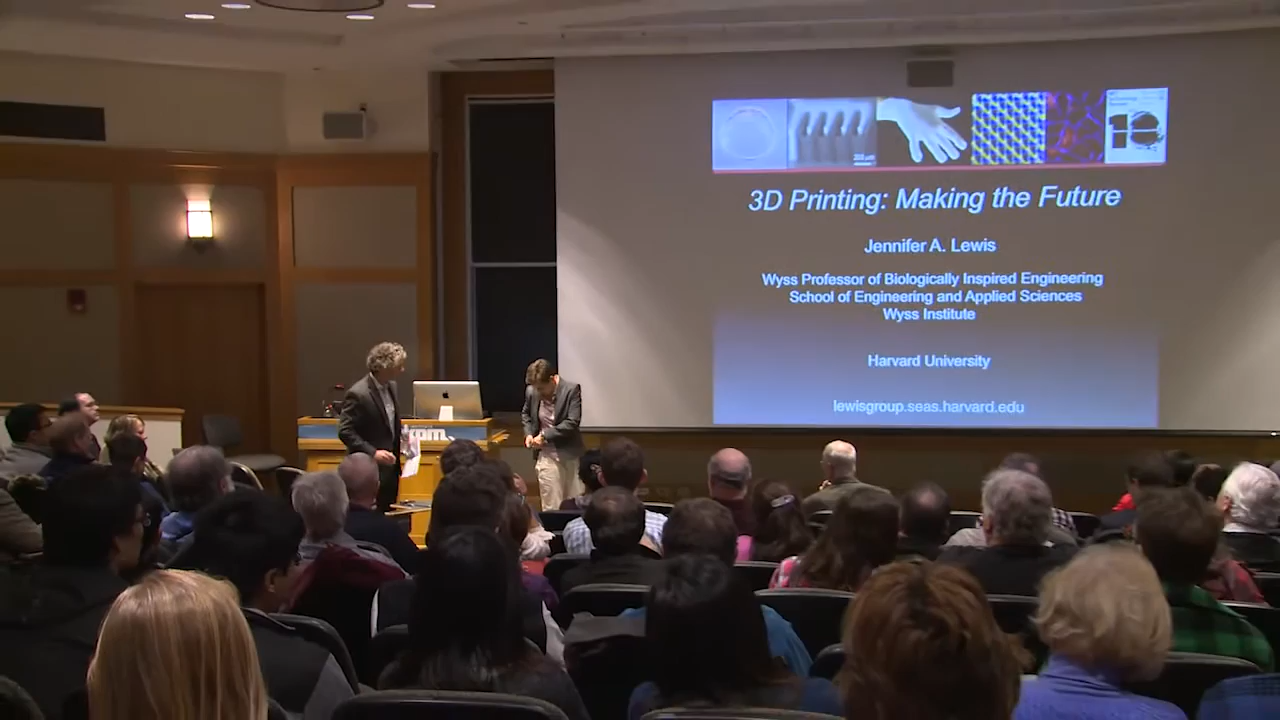 3D Printing: Making the Future
Jennifer A. Lewis
Wyss Professor of Biologically Inspired Engineering
School of Engineering and Applied Sciences
Wyss Institute
Harvard University
lewisgroup.seas.harvard.edu